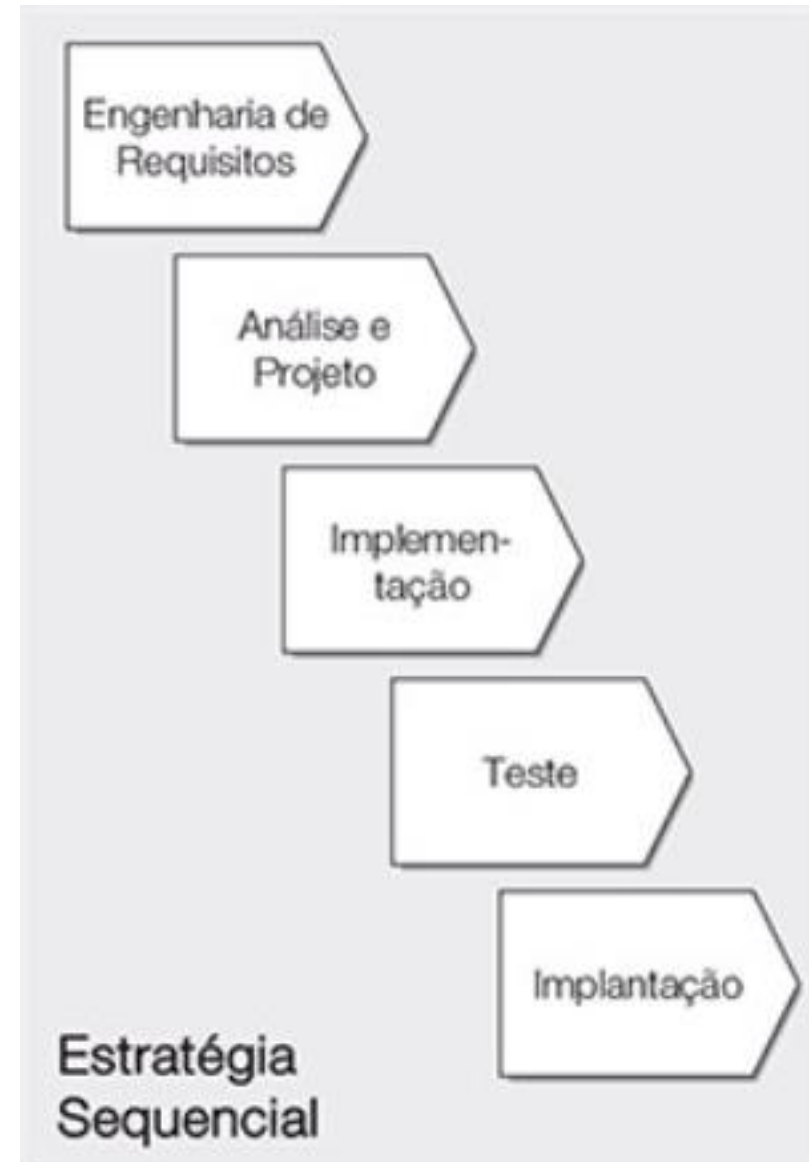 Engenharia de
Requisitos
Análise e
Projeto
Implemen-
tação
Teste
Implantação
Estratégia
Sequencial